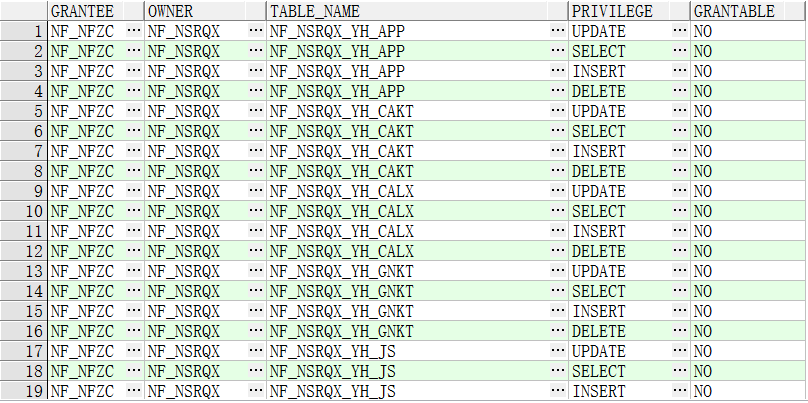 GRANTEE OWNER TABLE_NAME PRIVILEGE GRANTABLE
1 NF_NFZC ... NF_NSRQX ... NF_NSRQX_YH_APP ... UPDATE ... NO
2 NF_NFZC ... NF_NSRQX ... NF_NSRQX_YH_APP ... SELECT ... NO
3 NF_NFZC ... NF_NSRQX ... NF_NSRQX_YH_APP ... INSERT ... NO
4 NF_NFZC ... NF_NSRQX ... NF_NSRQX_YH_APP ... DELETE ... NO
5 NF_NFZC ... NF_NSRQX ... NF_NSRQX_YH_CAKT ... UPDATE ... NO
6 NF_NFZC ... NF_NSRQX ... NF_NSRQX_YH_CAKT ... SELECT ... NO
7 NF_NFZC ... NF_NSRQX ... NF_NSRQX_YH_CAKT ... INSERT ... NO
8 NF_NFZC ... NF_NSRQX ... NF_NSRQX_YH_CAKT ... DELETE ... NO
9 NF_NFZC ... NF_NSRQX ... NF_NSRQX_YH_CALX ... UPDATE ... NO
10 NF_NFZC ... NF_NSRQX ... NF_NSRQX_YH_CALX ... SELECT ... NO
11 NF_NFZC ... NF_NSRQX ... NF_NSRQX_YH_CALX ... INSERT ... NO
12 NF_NFZC ... NF_NSRQX ... NF_NSRQX_YH_CALX ... DELETE ... NO
13 NF_NFZC ... NF_NSRQX ... NF_NSRQX_YH_GNKT ... UPDATE ... NO
14 NF_NFZC ... NF_NSRQX ... NF_NSRQX_YH_GNKT ... SELECT ... NO
15 NF_NFZC ... NF_NSRQX ... NF_NSRQX_YH_GNKT ... INSERT ... NO
16 NF_NFZC ... NF_NSRQX ... NF_NSRQX_YH_GNKT ... DELETE ... NO
17 NF_NFZC ... NF_NSRQX ... NF_NSRQX_YH_JS ... UPDATE ... NO
18 NF_NFZC ... NF_NSRQX ... NF_NSRQX_YH_JS ... SELECT ... NO
19 NF_NFZC ... NF_NSRQX ... NF_NSRQX_YH_JS ... INSERT ... NO